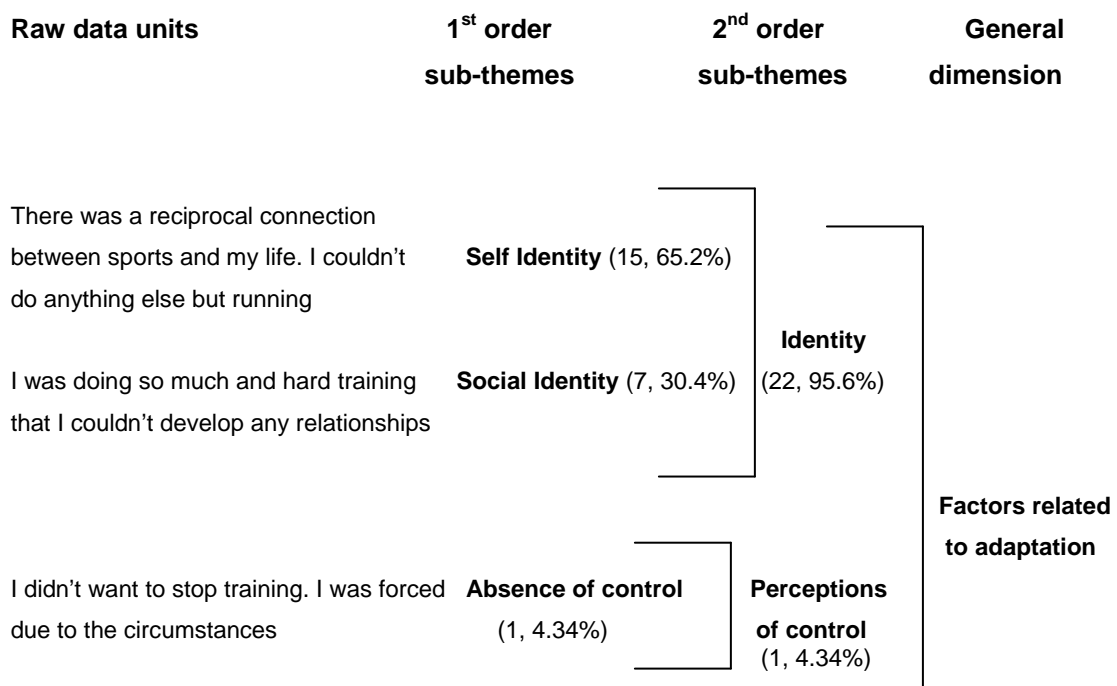 Raw data units 1st order 2nd order General
sub-themes sub-themes dimension
There was a reciprocal connection
between sports and my life. I couldn't Self Identity (15, 65.2%)
do anything else but running
Identity
I was doing so much and hard training Social Identity (7, 30.4%) (22, 95.6%)
that I couldn't develop any relationships
Factors related
to adaptation
I didn't want to stop training. I was forced Absence of control Perceptions
due to the circumstances (1, 4.34%) of control
(1, 4.34%)